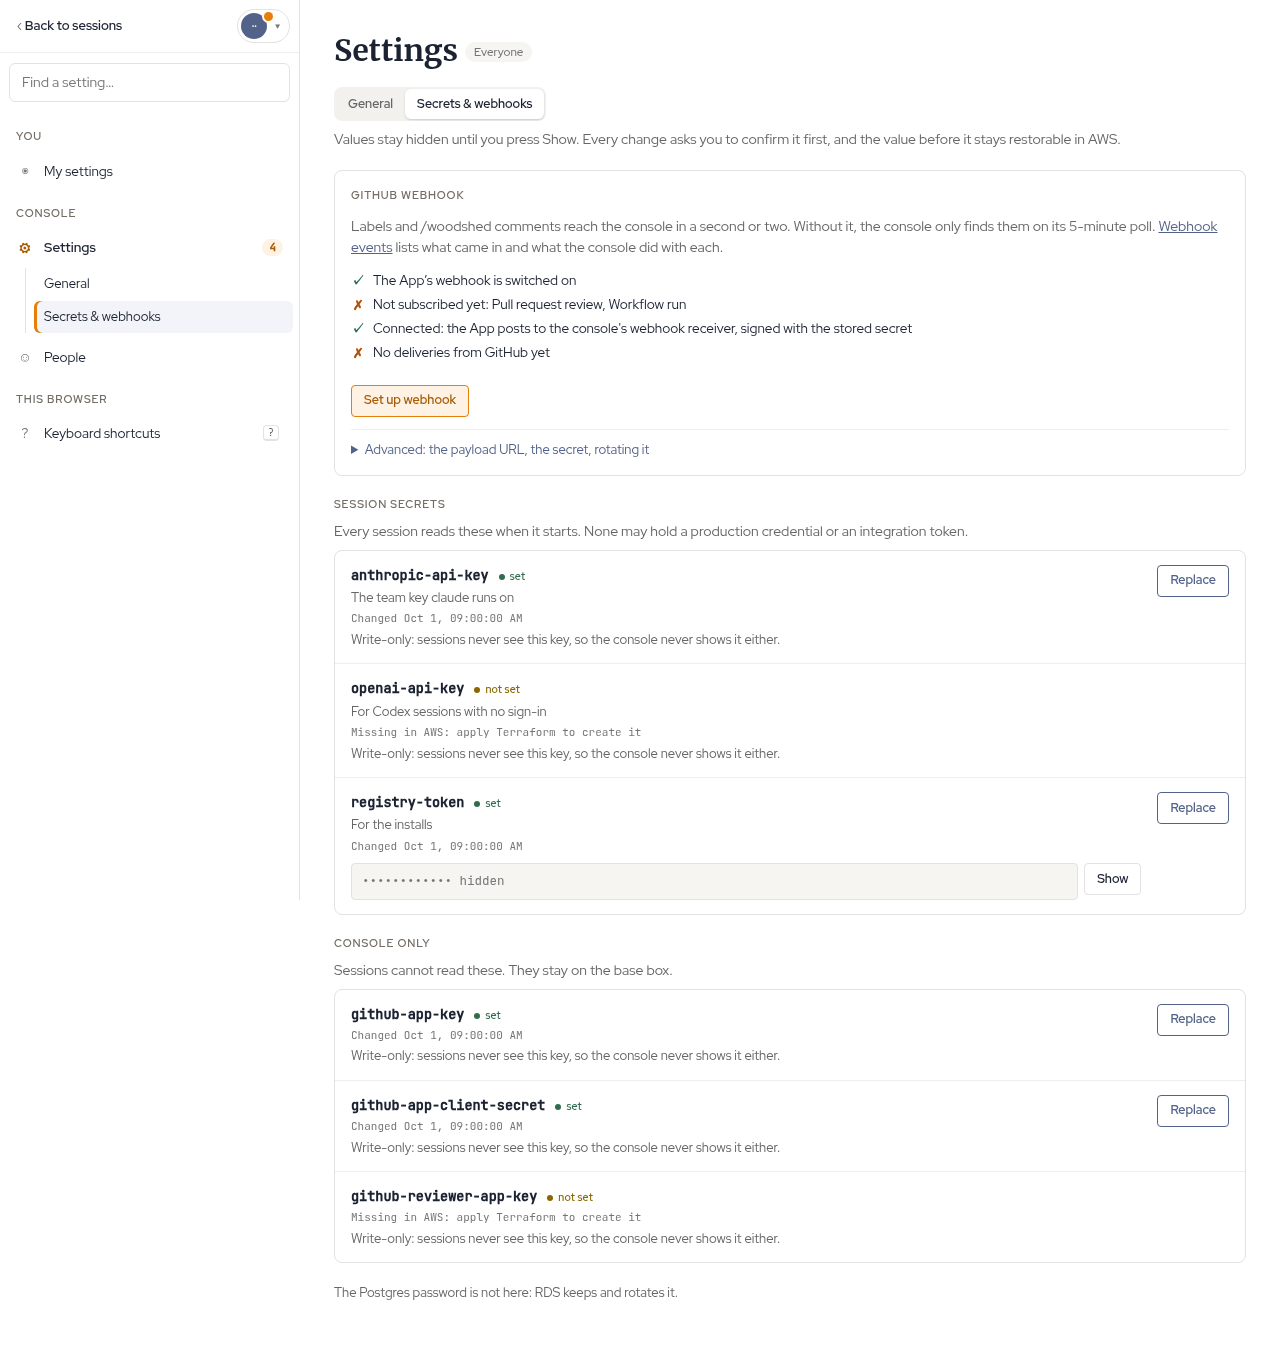 ‹ Back to sessions
Find a setting...
YOU
My settings
CONSOLE
Settings 4
General
Secrets & webhooks
People
THIS BROWSER
? Keyboard shortcuts ?
Settings Everyone
General Secrets & webhooks
Values stay hidden until you press Show. Every change asks you to confirm it first, and the value before it stays restorable in AWS.
GITHUB WEBHOOK
Labels and /woodshed comments reach the console in a second or two. Without it, the console only finds them on its 5-minute poll. Webhook
events lists what came in and what the console did with each.
✓ The App's webhook is switched on
✗ Not subscribed yet: Pull request review, Workflow run
✓ Connected: the App posts to the console's webhook receiver, signed with the stored secret
✗ No deliveries from GitHub yet
Set up webhook
▶ Advanced: the payload URL, the secret, rotating it
SESSION SECRETS
Every session reads these when it starts. None may hold a production credential or an integration token.
anthropic-api-key ● set
Replace
The team key claude runs on
Changed Oct 1, 09:00:00 AM
Write-only: sessions never see this key, so the console never shows it either.
openai-api-key ● not set
For Codex sessions with no sign-in
Missing in AWS: apply Terraform to create it
Write-only: sessions never see this key, so the console never shows it either.
registry-token ● set
Replace
For the installs
Changed Oct 1, 09:00:00 AM
•••••••••••• hidden
Show
CONSOLE ONLY
Sessions cannot read these. They stay on the base box.
github-app-key ● set
Replace
Changed Oct 1, 09:00:00 AM
Write-only: sessions never see this key, so the console never shows it either.
github-app-client-secret ● set
Replace
Changed Oct 1, 09:00:00 AM
Write-only: sessions never see this key, so the console never shows it either.
github-reviewer-app-key ● not set
Missing in AWS: apply Terraform to create it
Write-only: sessions never see this key, so the console never shows it either.
The Postgres password is not here: RDS keeps and rotates it.